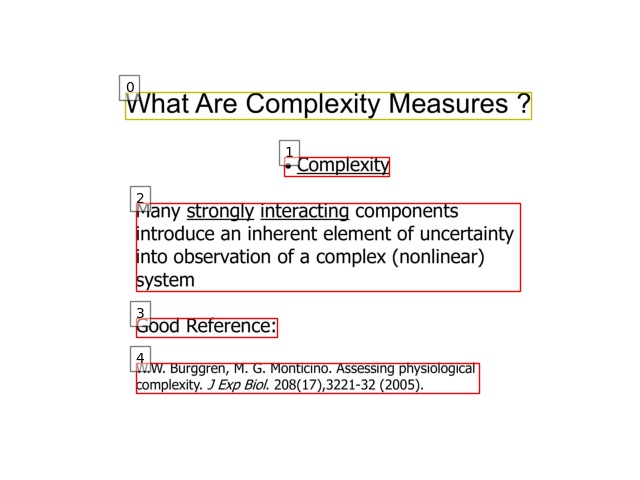 What Are Complexity Measures ?
• Complexity
Many strongly interacting components
introduce an inherent element of uncertainty
into observation of a complex (nonlinear)
system
Good Reference:
W.W. Burggren, M. G. Monticino. Assessing physiological
complexity. J Exp Biol. 208(17),3221-32 (2005).
0
1
2
3
4